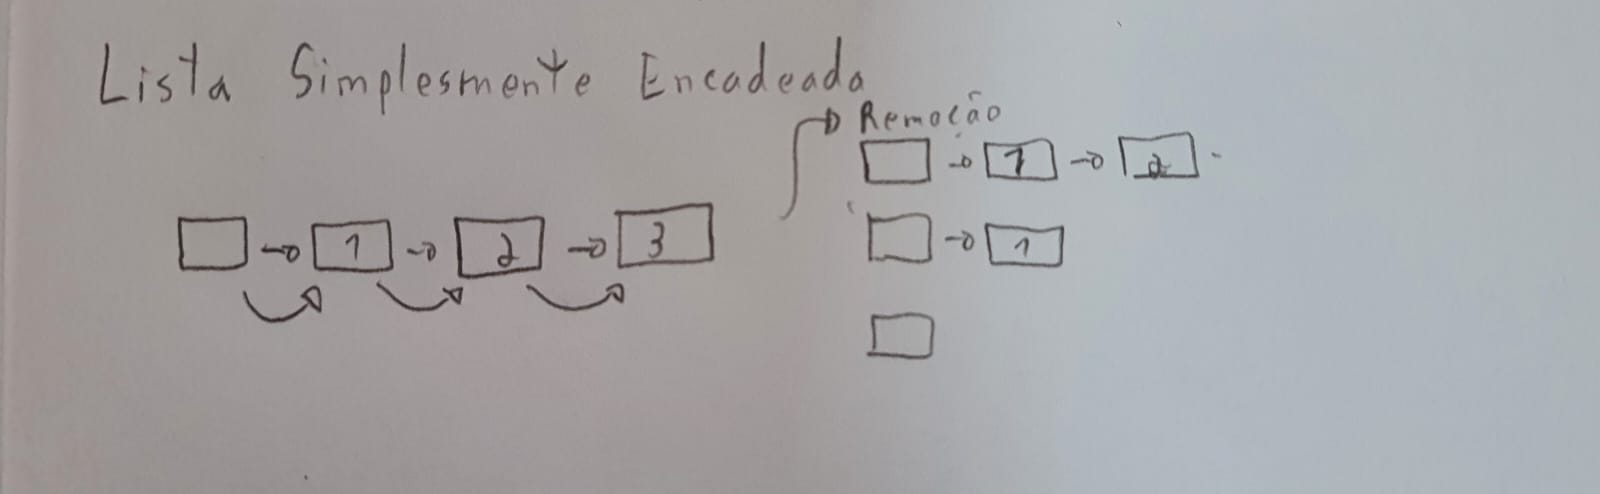 Lista Simplesmente Encadeada
Remoção
1 2
1 2 3
1